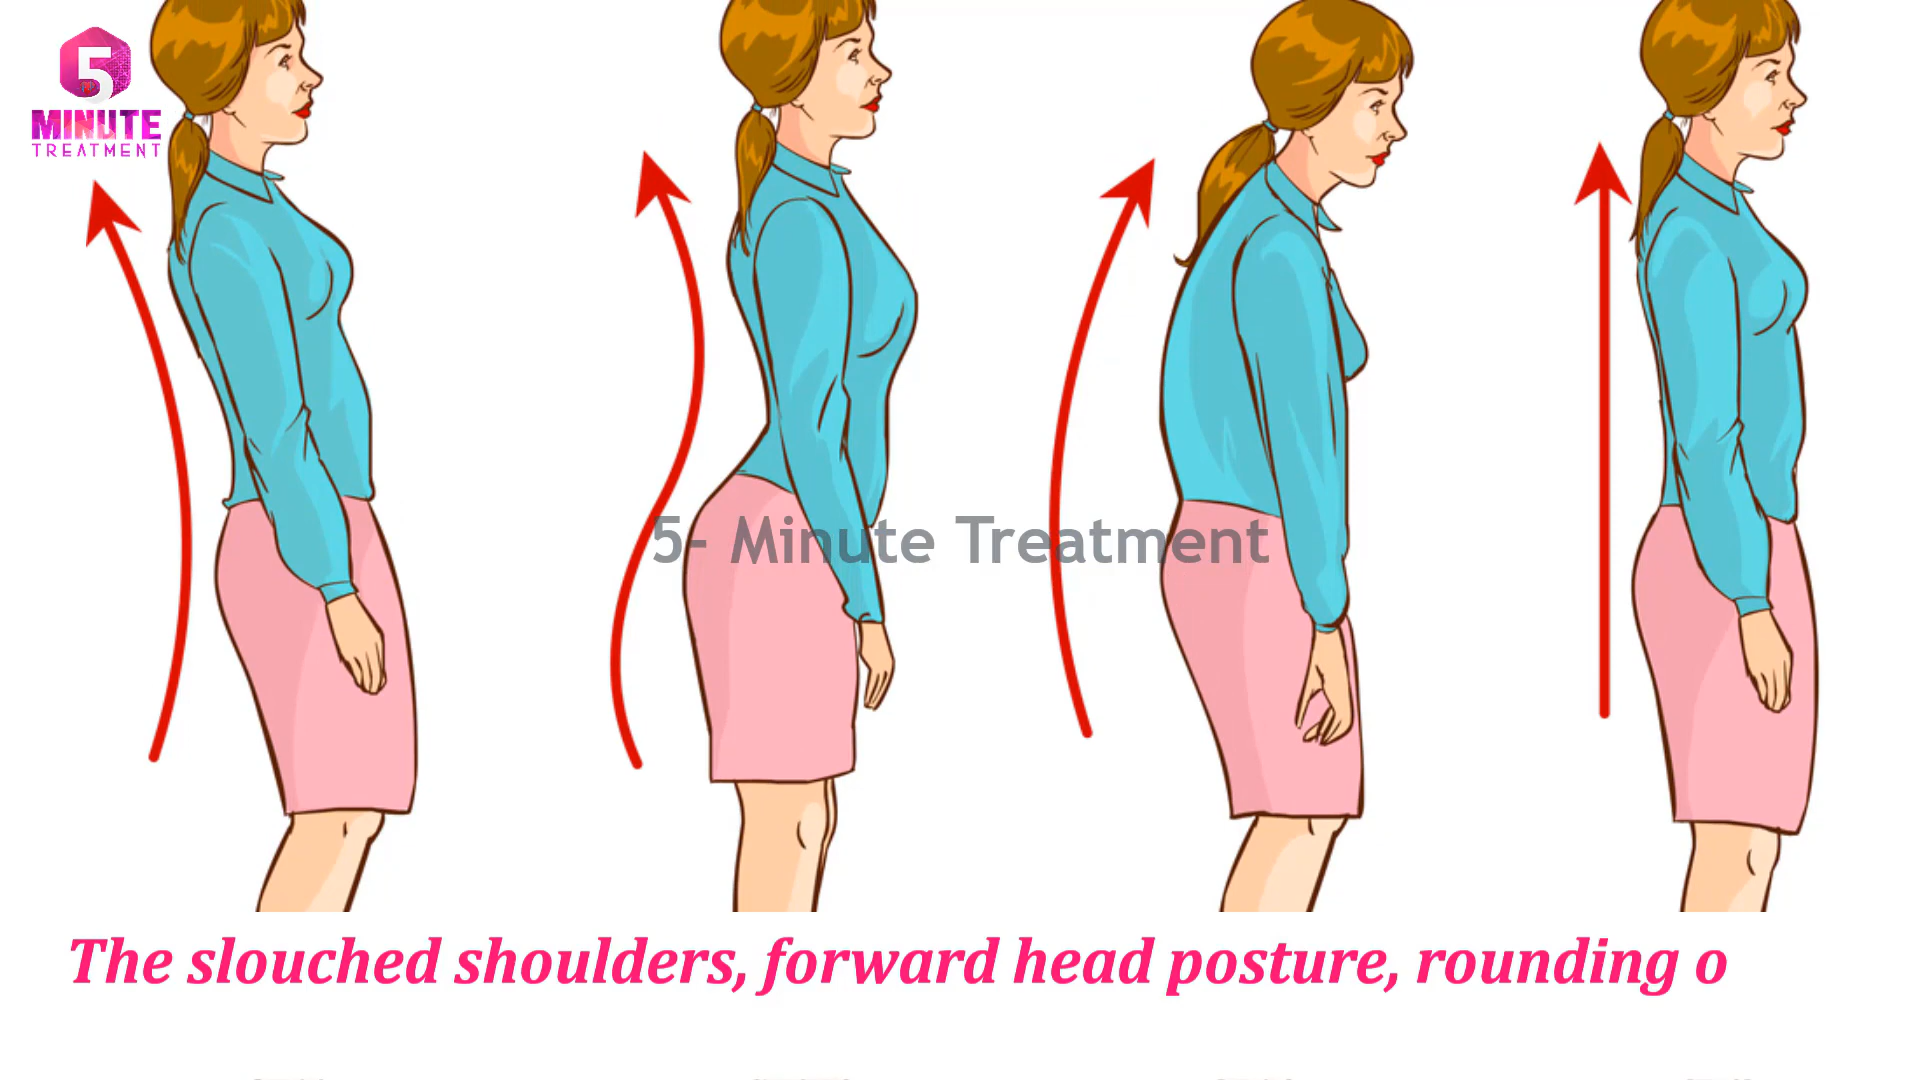 5
MINUTE
TREATMENT
5- Minute Treatment
The slouched shoulders, forward head posture, rounding o